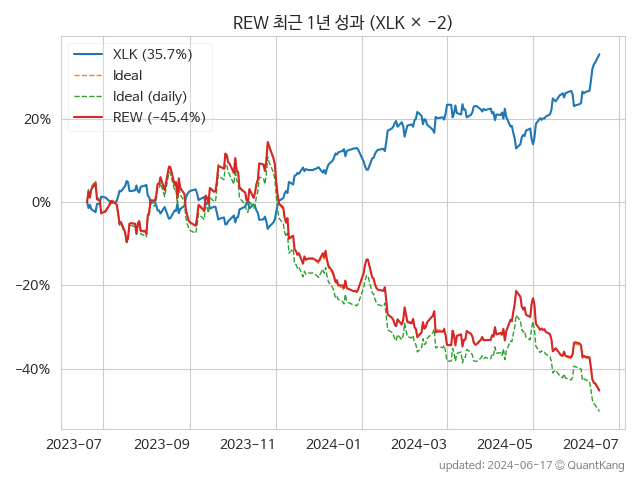 REW 최근 1년 성과 (XLK × −2)
XLK (35.7%)
Ideal
Ideal (daily)
REW (−45.4%)
20%
0%
−20%
−40%
2023-07 2023-09 2023-11 2024-01 2024-03 2024-05 2024-07
updated: 2024-06-17 © QuantKang